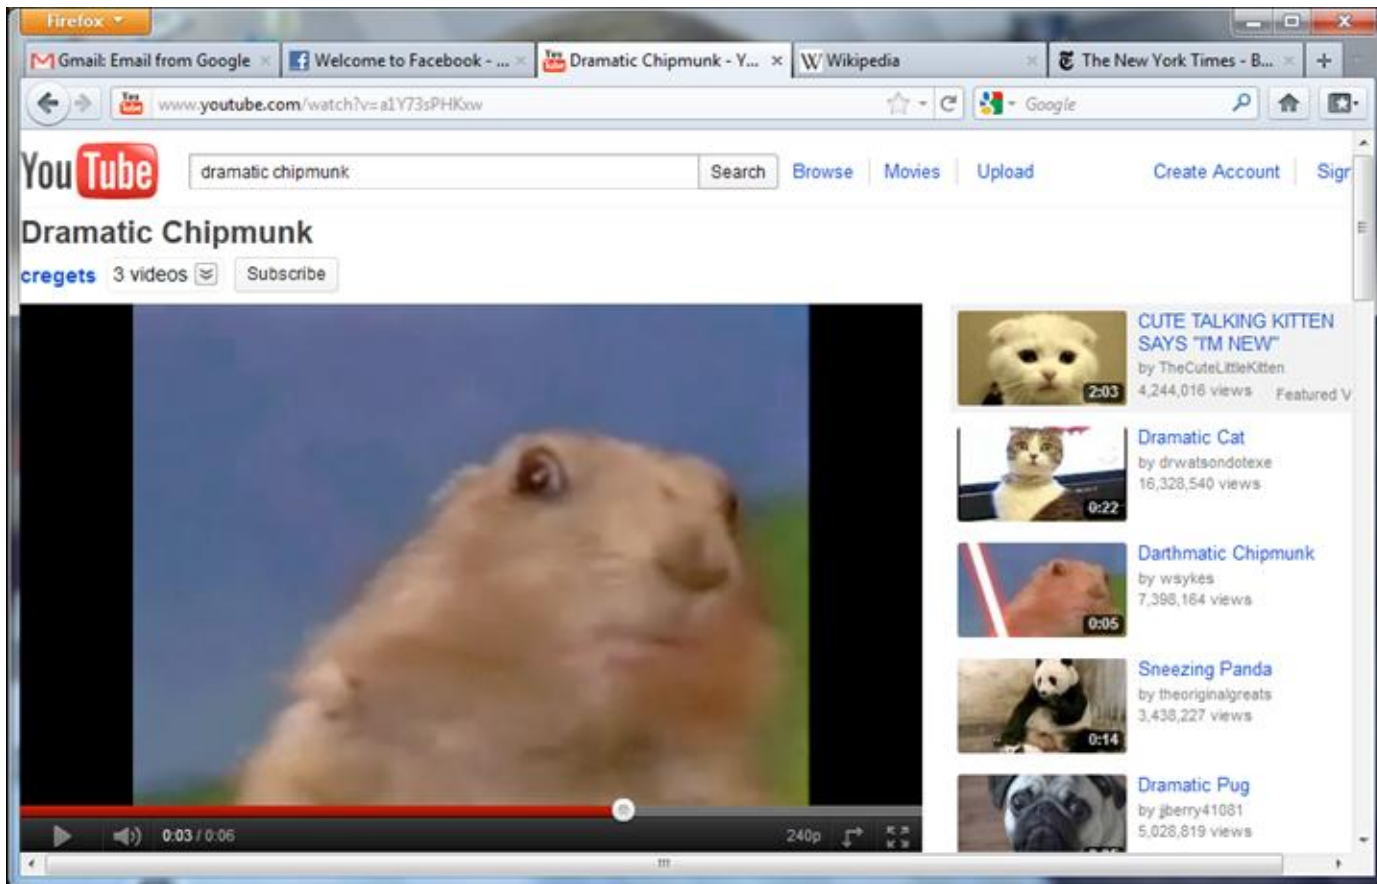 Firefox
Gmail: Email from Google
Welcome to Facebook - ...
Dramatic Chipmunk - Y...
Wikipedia
The New York Times - B...
www.youtube.com/watch?v=a1Y73sPHKxw
Google
YouTube
dramatic chipmunk
Search
Browse
Movies
Upload
Create Account
Sign
Dramatic Chipmunk
cregets
3 videos
Subscribe
CUTE TALKING KITTEN
SAYS "I'M NEW"
by TheCuteLittleKitten
4,244,016 views
Featured V
2:03
Dramatic Cat
by drwatsondotexe
16,328,540 views
0:22
Darthmatic Chipmunk
by wsykes
7,398,164 views
0:05
Sneezing Panda
by theoriginalgreats
3,438,227 views
0:14
Dramatic Pug
by jjberry41081
5,028,819 views
0:03 / 0:06
240p